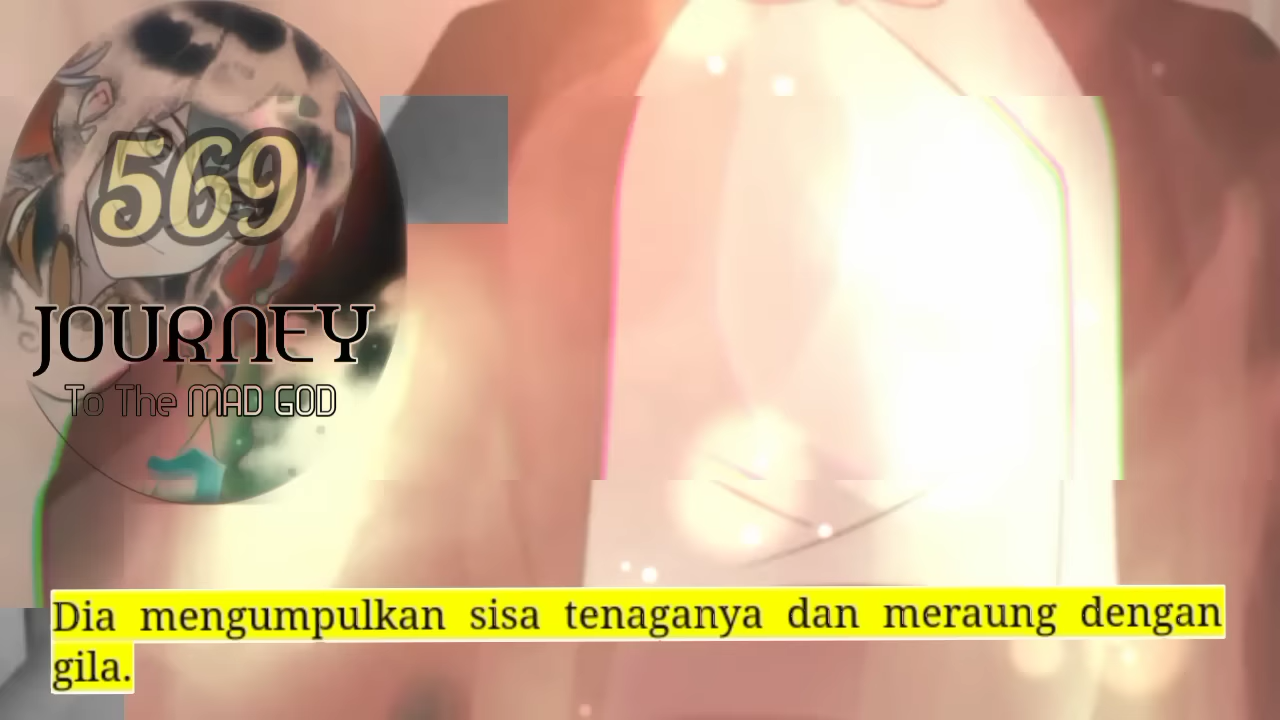 569
JOURNEY
To The MAD GOD
Dia mengumpulkan sisa tenaganya dan meraung dengan
gila.